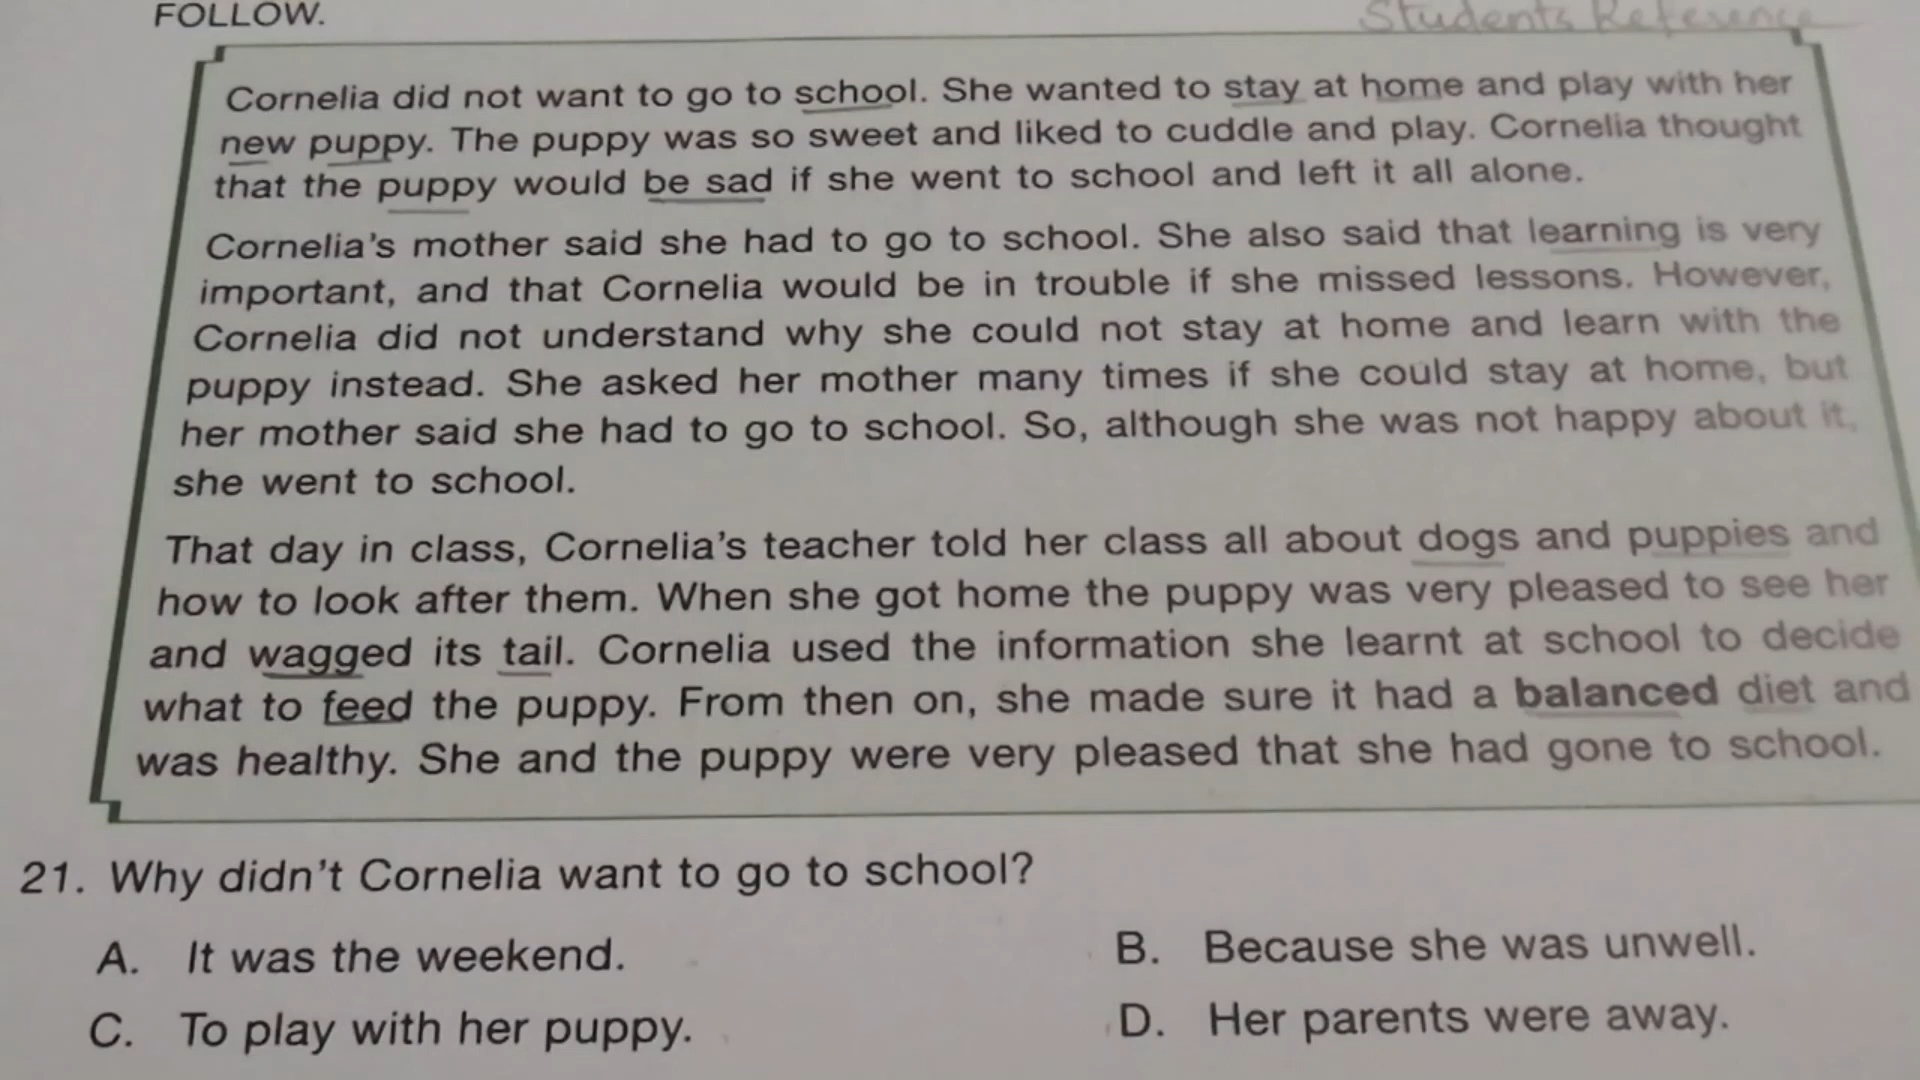 FOLLOW.
Students Reference
Cornelia did not want to go to school. She wanted to stay at home and play with her
new puppy. The puppy was so sweet and liked to cuddle and play. Cornelia thought
that the puppy would be sad if she went to school and left it all alone.
Cornelia's mother said she had to go to school. She also said that learning is very
important, and that Cornelia would be in trouble if she missed lessons. However,
Cornelia did not understand why she could not stay at home and learn with the
puppy instead. She asked her mother many times if she could stay at home, but
her mother said she had to go to school. So, although she was not happy about it,
she went to school.
That day in class, Cornelia's teacher told her class all about dogs and puppies and
how to look after them. When she got home the puppy was very pleased to see her
and wagged its tail. Cornelia used the information she learnt at school to decide
what to feed the puppy. From then on, she made sure it had a balanced diet and
was healthy. She and the puppy were very pleased that she had gone to school.
21. Why didn't Cornelia want to go to school?
A. It was the weekend.
B. Because she was unwell.
C. To play with her puppy.
D. Her parents were away.